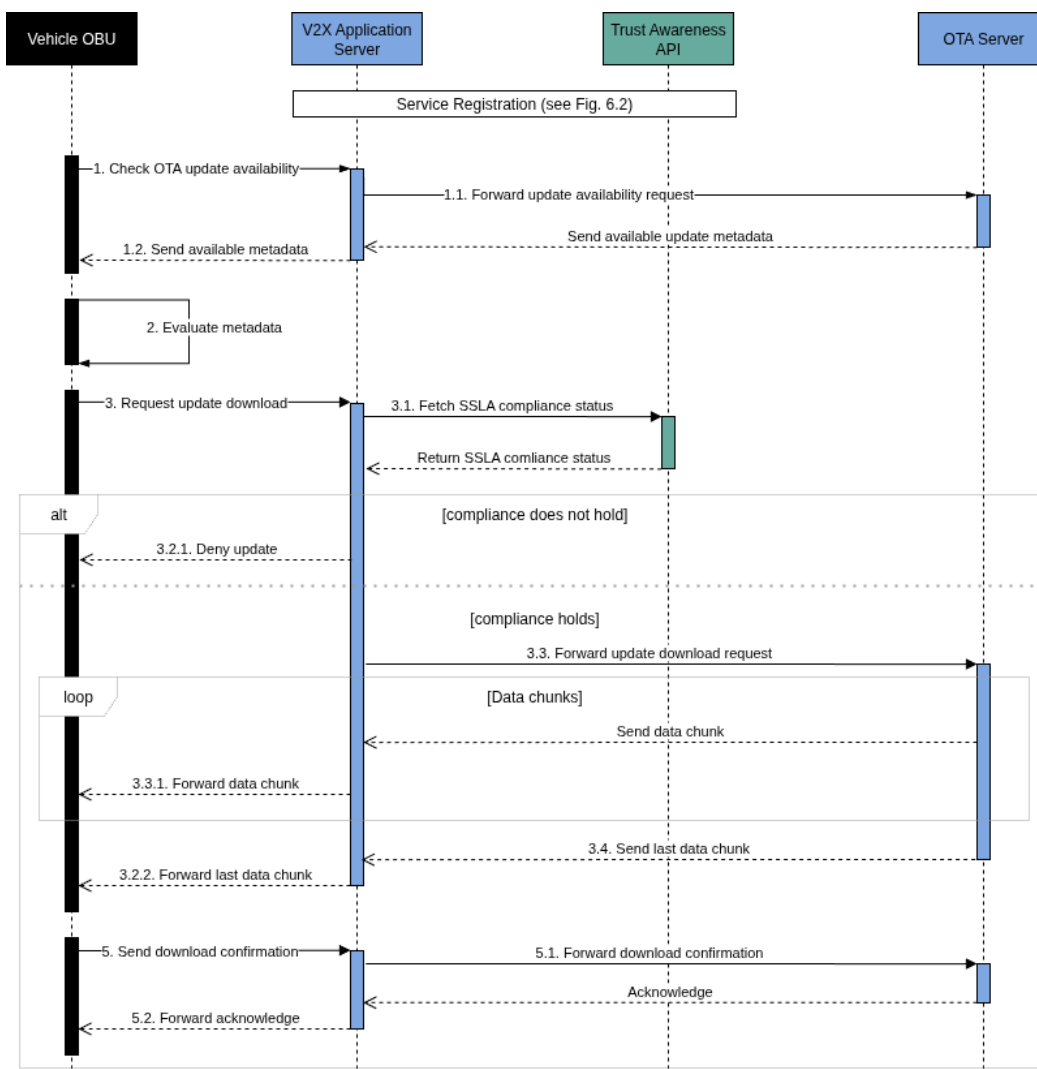 Vehicle OBU
V2X Application
Server
Trust Awareness
API
OTA Server
Service Registration (see Fig. 6.2)
1. Check OTA update availability
1.1. Forward update availability request
Send available update metadata
1.2. Send available metadata
2. Evaluate metadata
3. Request update download
3.1. Fetch SSLA compliance status
Return SSLA comliance status
alt
[compliance does not hold]
3.2.1. Deny update
[compliance holds]
3.3. Forward update download request
loop
[Data chunks]
Send data chunk
3.3.1. Forward data chunk
3.4. Send last data chunk
3.2.2. Forward last data chunk
5. Send download confirmation
5.1. Forward download confirmation
Acknowledge
5.2. Forward acknowledge